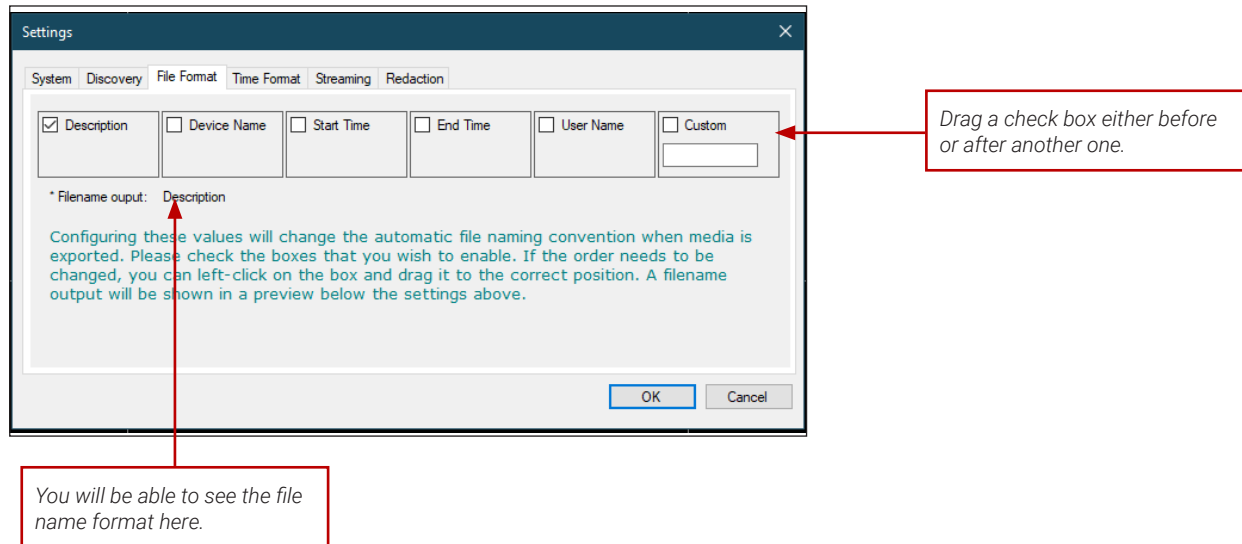 Settings
System Discovery File Format Time Format Streaming Redaction
Description Device Name Start Time End Time User Name Custom
Drag a check box either before
or after another one.
* Filename ouput: Description
Configuring these values will change the automatic file naming convention when media is
exported. Please check the boxes that you wish to enable. If the order needs to be
changed, you can left-click on the box and drag it to the correct position. A filename
output will be shown in a preview below the settings above.
OK Cancel
You will be able to see the file
name format here.